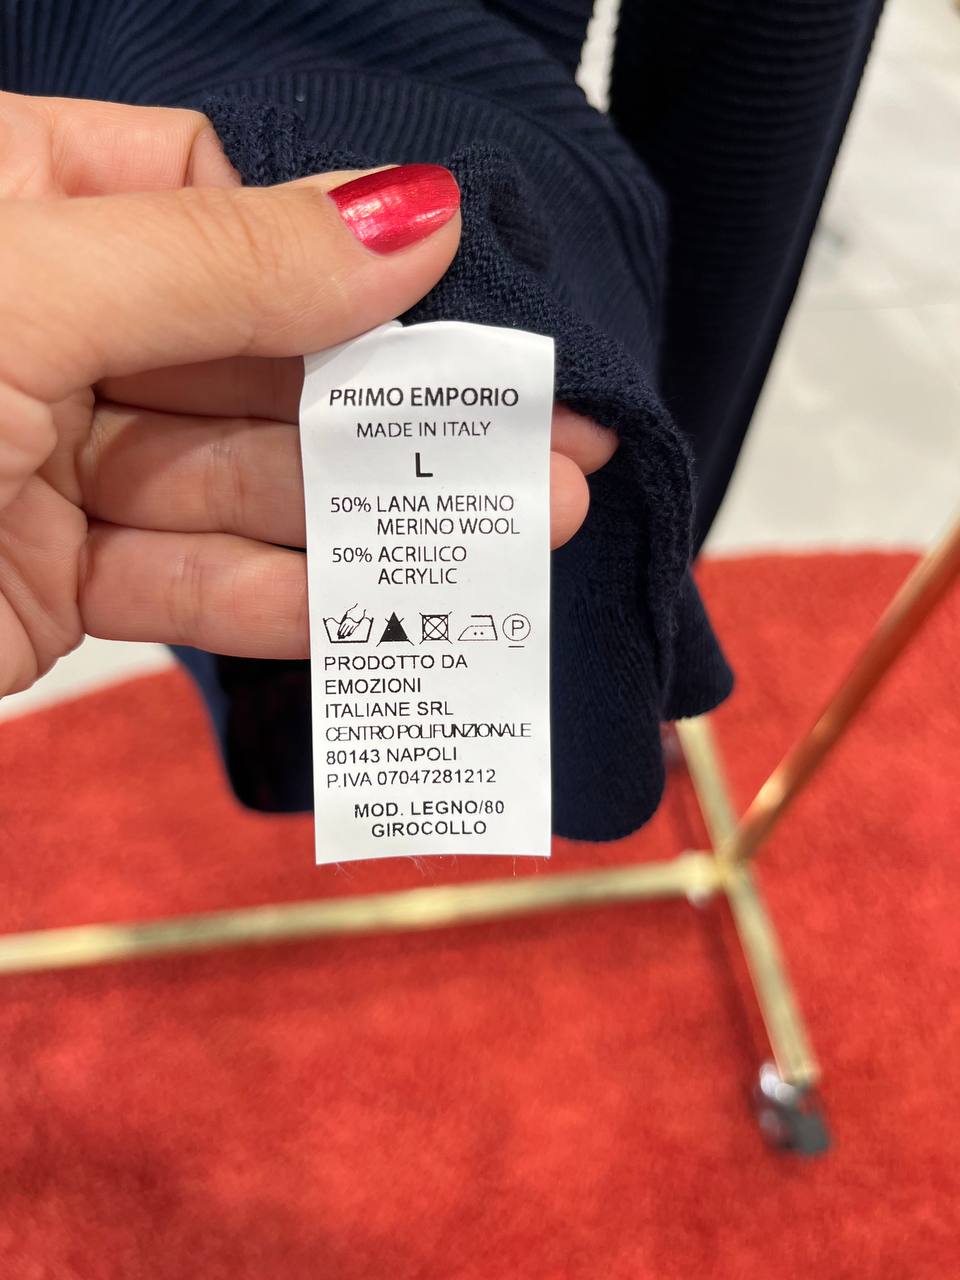 PRIMO EMPORIO
MADE IN ITALY
L
50% LANA MERINO
MERINO WOOL
50% ACRILICO
ACRYLIC
P
PRODOTTO DA
EMOZIONI
ITALIANE SRL
CENTRO POLIFUNZIONALE
80143 NAPOLI
P.IVA 07047281212
MOD. LEGNO/80
GIROCOLLO